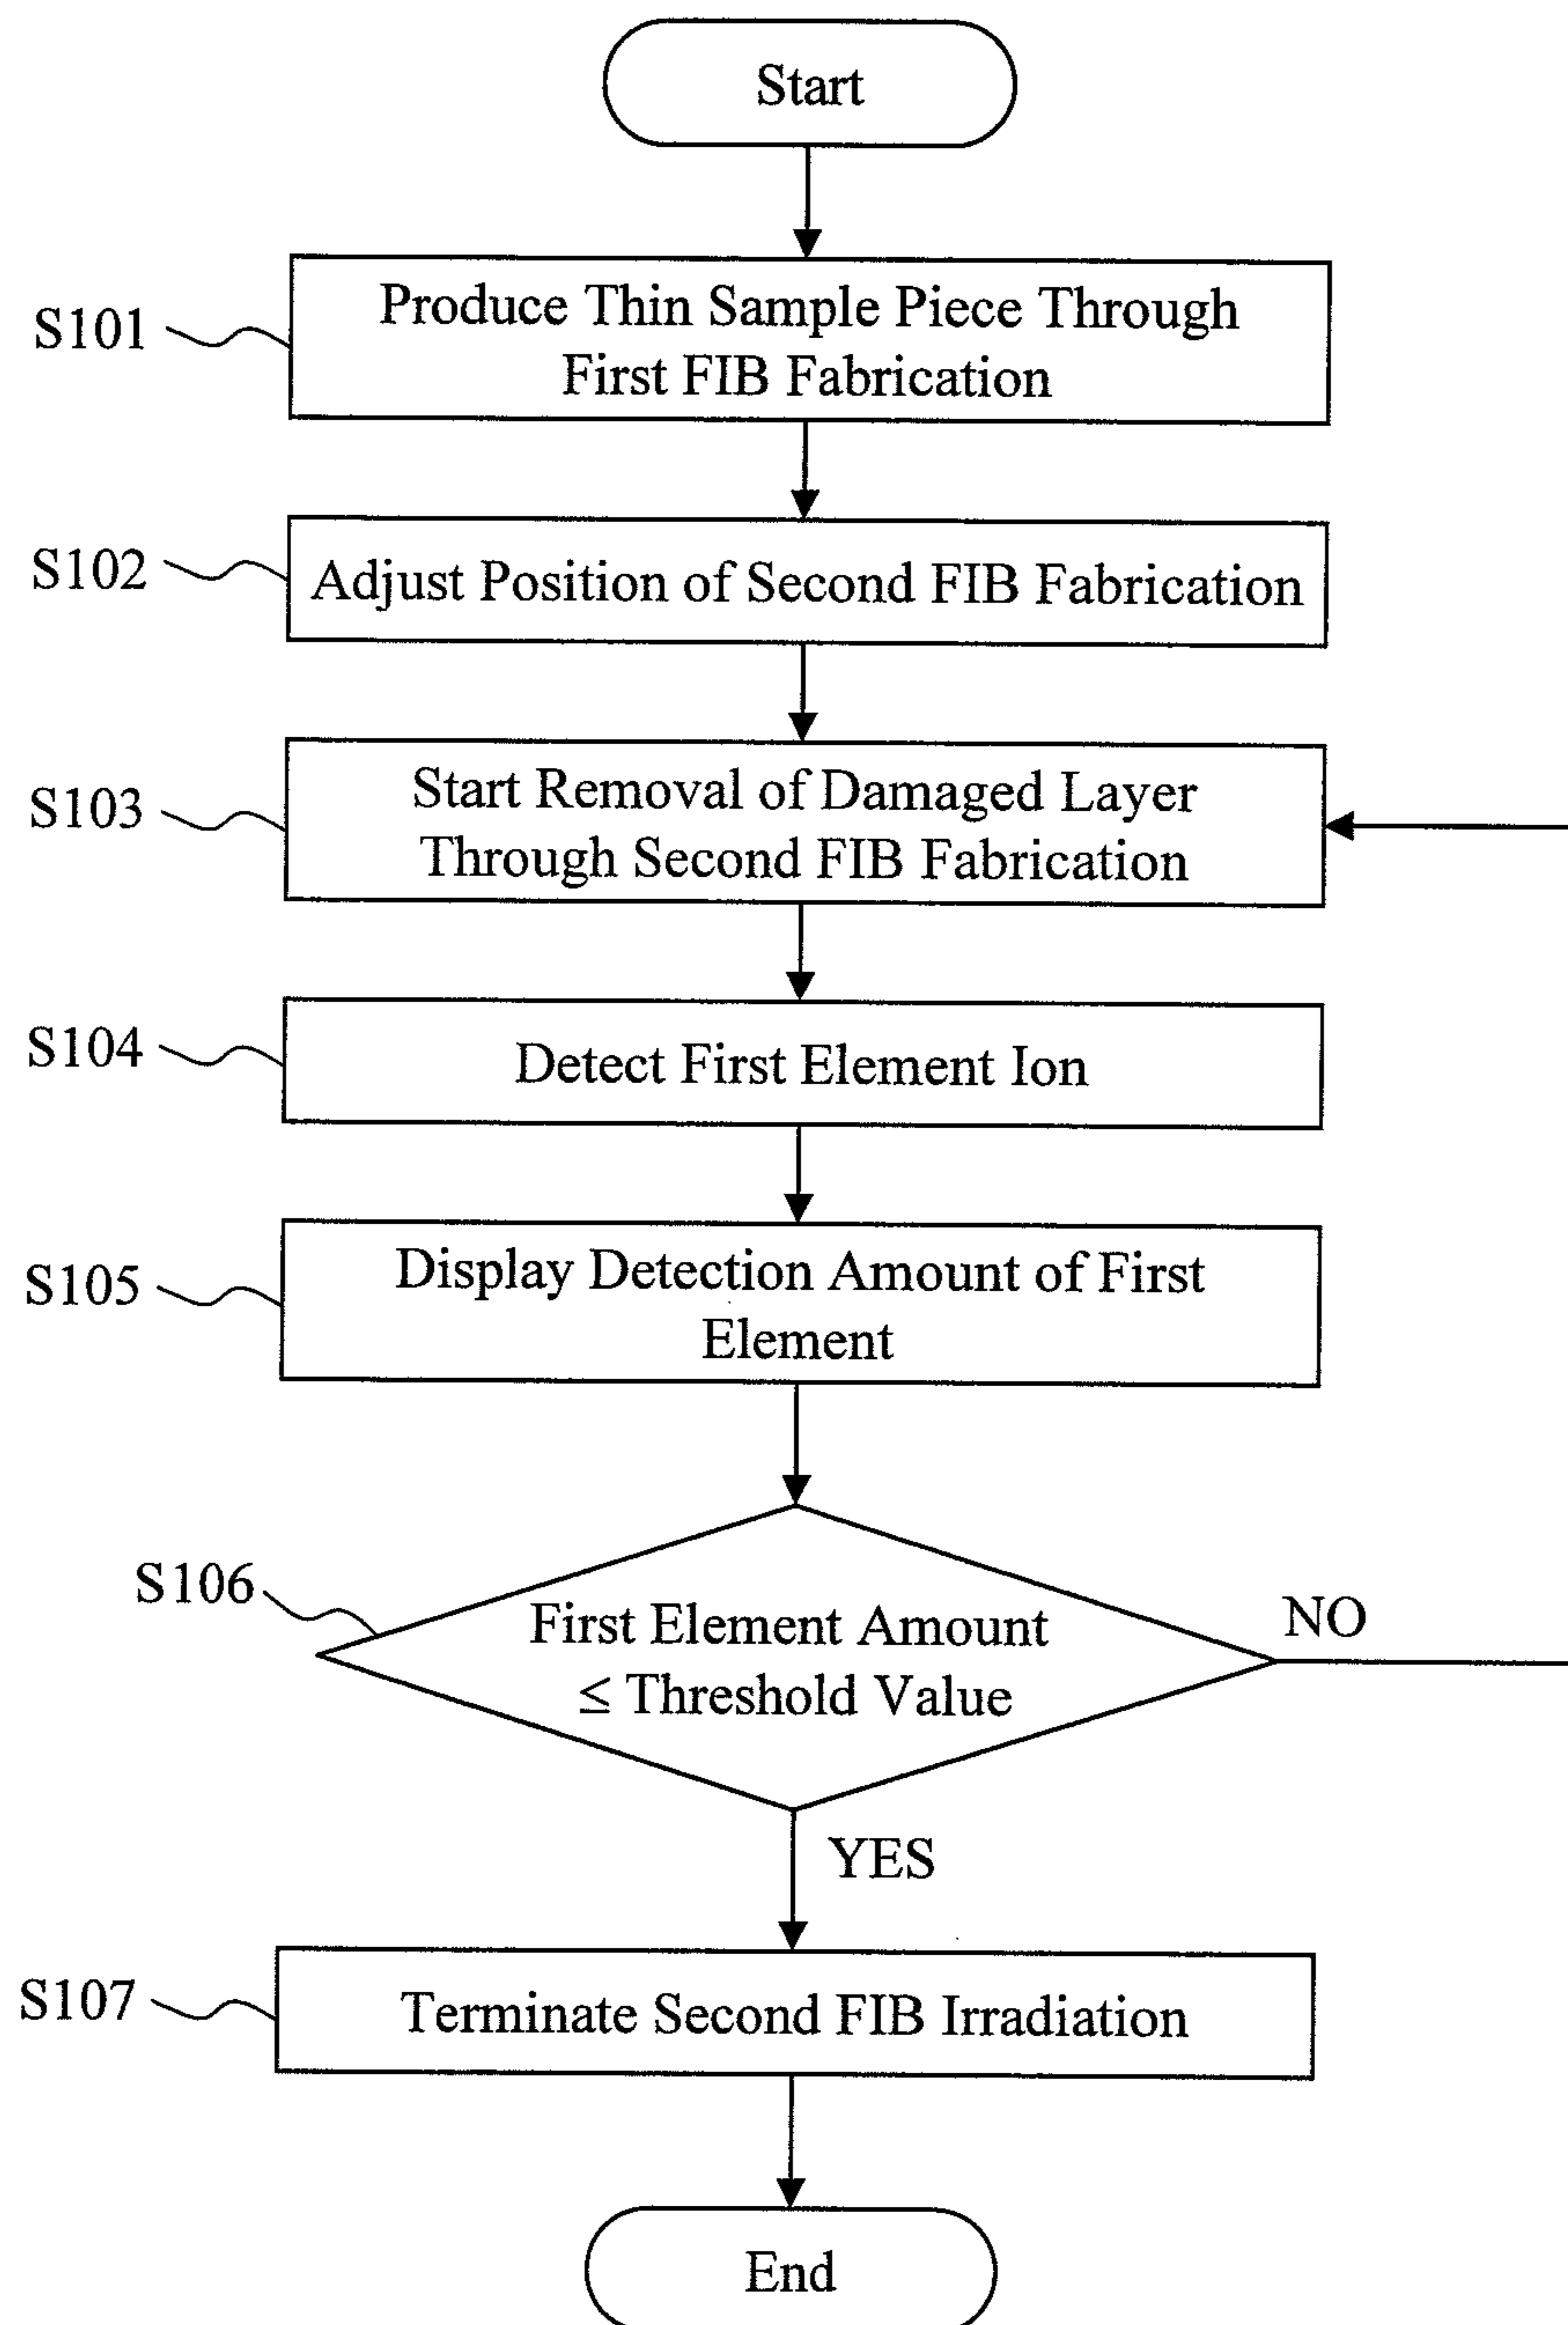 Start
S101
Produce Thin Sample Piece Through
First FIB Fabrication
S102
Adjust Position of Second FIB Fabrication
S103
Start Removal of Damaged Layer
Through Second FIB Fabrication
S104
Detect First Element Ion
S105
Display Detection Amount of First
Element
S106
First Element Amount
≤ Threshold Value
NO
YES
S107
Terminate Second FIB Irradiation
End